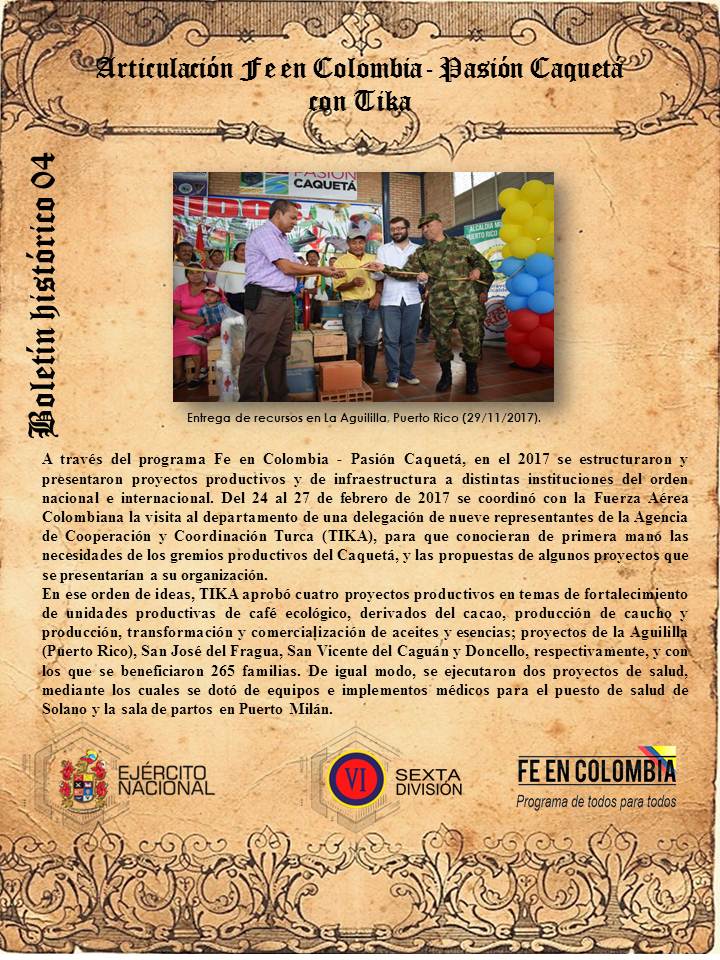 Articulación Fe en Colombia - Pasión Caquetá
con Tika
Boletín histórico 04
PASIÓN
CAQUETÁ
ALCALDÍA
PUERTO RICO
Entrega de recursos en La Aguililla, Puerto Rico (29/11/2017).
A través del programa Fe en Colombia - Pasión Caquetá, en el 2017 se estructuraron y
presentaron proyectos productivos y de infraestructura a distintas instituciones del orden
nacional e internacional. Del 24 al 27 de febrero de 2017 se coordinó con la Fuerza Aérea
Colombiana la visita al departamento de una delegación de nueve representantes de la Agencia
de Cooperación y Coordinación Turca (TIKA), para que conocieran de primera mano las
necesidades de los gremios productivos del Caquetá, y las propuestas de algunos proyectos que
se presentarían a su organización.
En ese orden de ideas, TIKA aprobó cuatro proyectos productivos en temas de fortalecimiento
de unidades productivas de café ecológico, derivados del cacao, producción de caucho y
producción, transformación y comercialización de aceites y esencias; proyectos de la Aguililla
(Puerto Rico), San José del Fragua, San Vicente del Caguán y Doncello, respectivamente, y con
los que se beneficiaron 265 familias. De igual modo, se ejecutaron dos proyectos de salud,
mediante los cuales se dotó de equipos e implementos médicos para el puesto de salud de
Solano y la sala de partos en Puerto Milán.
EJÉRCITO
NACIONAL
VI
SEXTA
DIVISIÓN
FE EN COLOMBIA
Programa de todos para todos